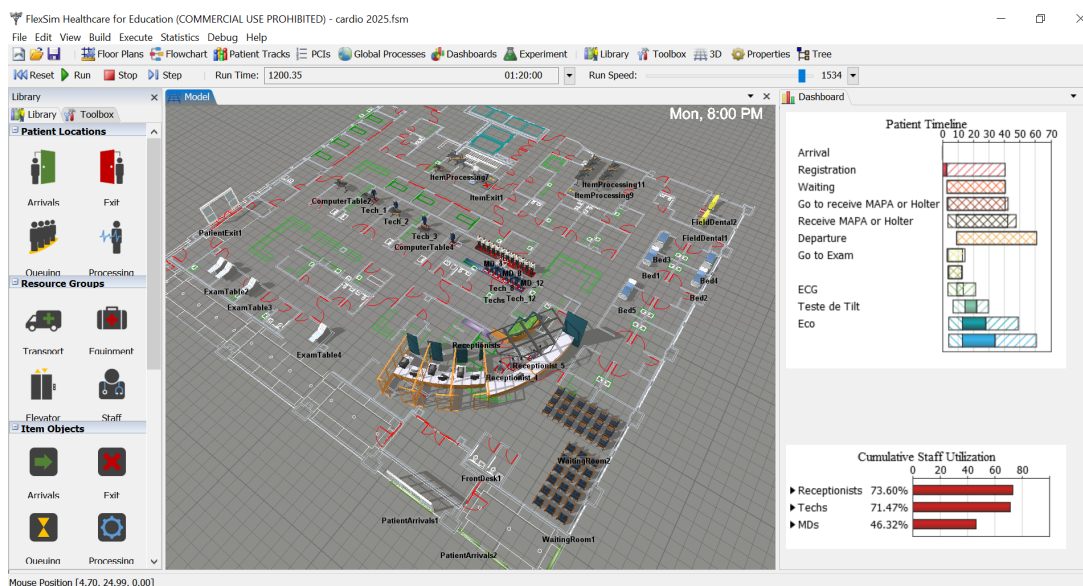 FlexSim Healthcare for Education (COMMERCIAL USE PROHIBITED) - cardio 2025.fsm
File Edit View Build Execute Statistics Debug Help
Floor Plans Flowchart Patient Tracks PCIs Global Processes Dashboards Experiment Library Toolbox 3D Properties Tree
Reset Run Stop Step Run Time: 1200.35 01:20:00 Run Speed: 1534
Library
Library Toolbox
Patient Locations
Arrivals Exit
Queuing Processing
Resource Groups
Transport Equipment
Elevator Staff
Item Objects
Arrivals Exit
Queuing Processing
Model
Mon, 8:00 PM
ItemProcessing7
ItemExit1
ItemProcessing11
ItemProcessing9
ComputerTable2
Tech_1
Tech_2
Tech_3
ComputerTable4
PatientExit1
FieldDental2
FieldDental1
Bed3
Bed1
Bed4
Bed2
Bed5
MD_12
Tech_8
Techs
Tech_12
ExamTable2
ExamTable3
ExamTable4
Receptionists
Receptionist_5
Receptionist_4
WaitingRoom2
FrontDesk1
PatientArrivals1
WaitingRoom1
PatientArrivals2
Dashboard
Patient Timeline
0 10 20 30 40 50 60 70
Arrival
Registration
Waiting
Go to receive MAPA or Holter
Receive MAPA or Holter
Departure
Go to Exam
ECG
Teste de Tilt
Eco
Cumulative Staff Utilization
0 20 40 60 80
Receptionists 73.60%
Techs 71.47%
MDs 46.32%
Mouse Position [4.70, 24.99, 0.00]